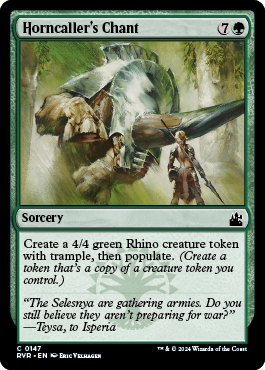 Horncaller's Chant 7
Sorcery
Create a 4/4 green Rhino creature token
with trample, then populate. (Create a
token that's a copy of a creature token you
control.)
"The Selesnya are gathering armies. Do you
still believe they aren't preparing for war?"
—Teysa, to Isperia
C 0147
RVR • EN Eric Velhagen
™ & © 2024 Wizards of the Coast